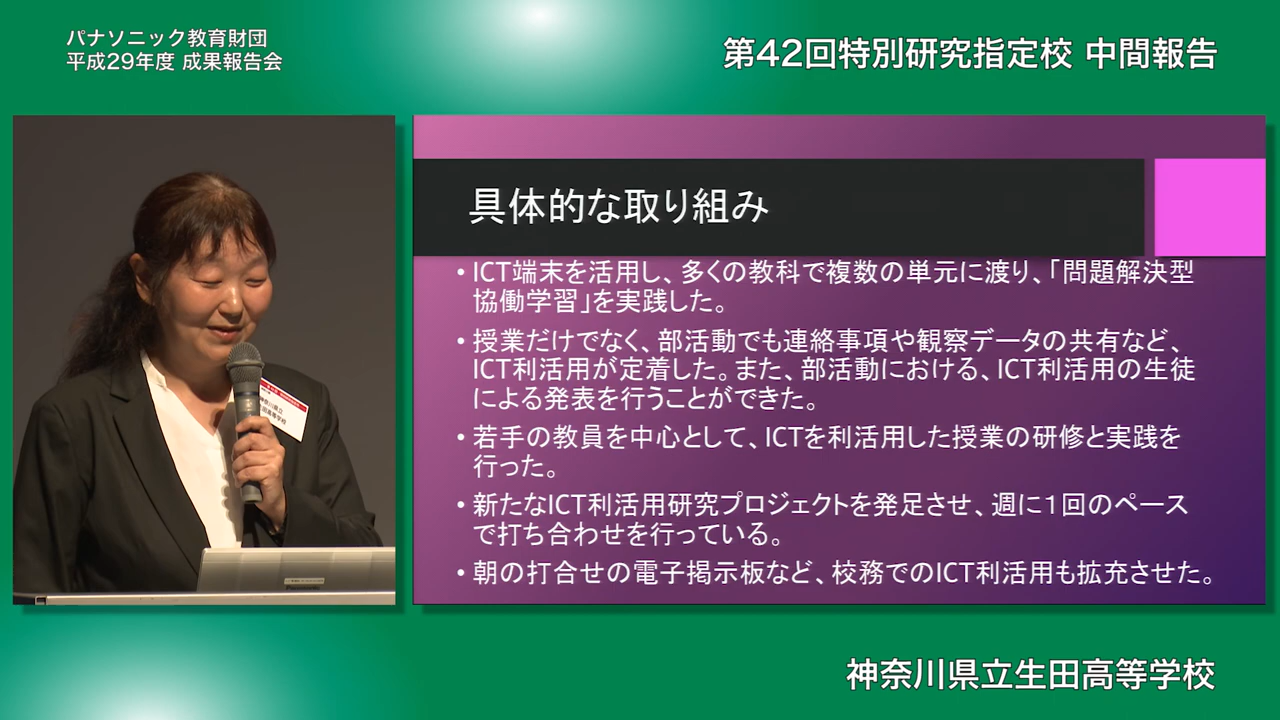 パナソニック教育財団
平成29年度 成果報告会
第42回特別研究指定校 中間報告
具体的な取り組み
• ICT端末を活用し、多くの教科で複数の単元に渡り、「問題解決型
協働学習」を実践した。
• 授業だけでなく、部活動でも連絡事項や観察データの共有など、
ICT利活用が定着した。また、部活動における、ICT利活用の生徒
による発表を行うことができた。
• 若手の教員を中心として、ICTを利活用した授業の研修と実践を
行った。
• 新たなICT利活用研究プロジェクトを発足させ、週に１回のペース
で打ち合わせを行っている。
• 朝の打合せの電子掲示板など、校務でのICT利活用も拡充させた。
神奈川県立
田高等学校
神奈川県立生田高等学校